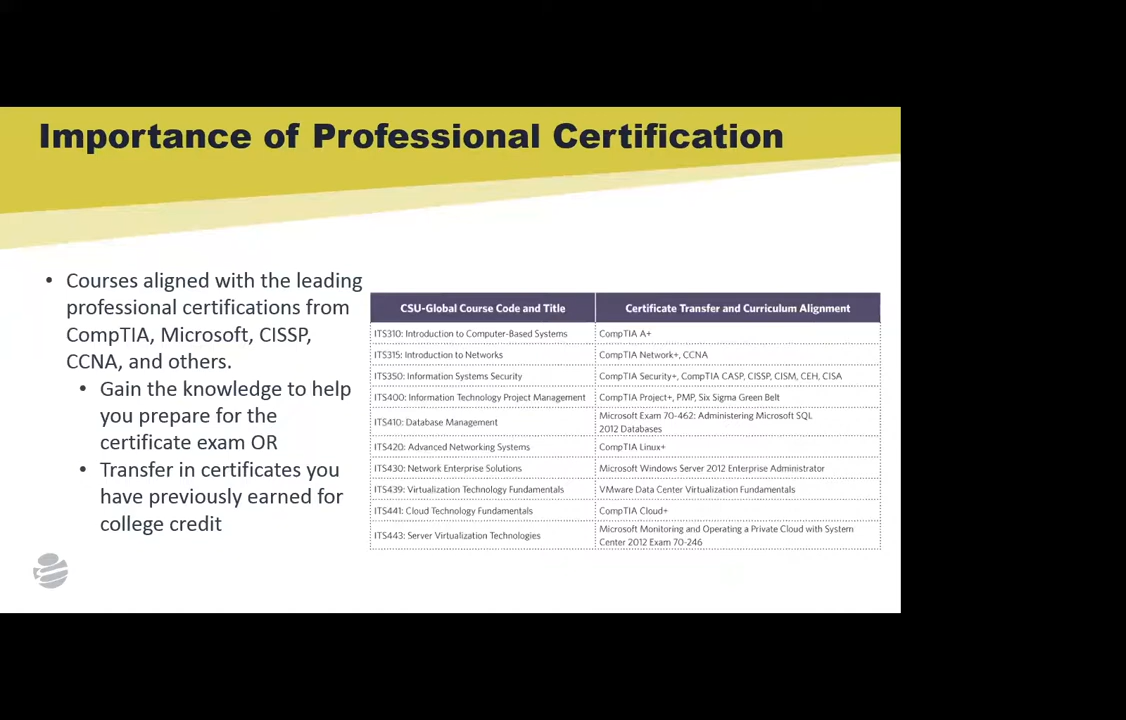 Importance of Professional Certification
• Courses aligned with the leading
professional certifications from
CompTIA, Microsoft, CISSP,
CCNA, and others.
• Gain the knowledge to help
you prepare for the
certificate exam OR
• Transfer in certificates you
have previously earned for
college credit
CSU-Global Course Code and Title Certificate Transfer and Curriculum Alignment
ITS310: Introduction to Computer-Based Systems CompTIA A+
ITS315: Introduction to Networks CompTIA Network+, CCNA
ITS350: Information Systems Security CompTIA Security+, CompTIA CASP, CISSP, CISM, CEH, CISA
ITS400: Information Technology Project Management CompTIA Project+, PMP, Six Sigma Green Belt
ITS410: Database Management Microsoft Exam 70-462: Administering Microsoft SQL
2012 Databases
ITS420: Advanced Networking Systems CompTIA Linux+
ITS430: Network Enterprise Solutions Microsoft Windows Server 2012 Enterprise Administrator
ITS439: Virtualization Technology Fundamentals VMware Data Center Virtualization Fundamentals
ITS441: Cloud Technology Fundamentals CompTIA Cloud+
ITS443: Server Virtualization Technologies Microsoft Monitoring and Operating a Private Cloud with System
Center 2012 Exam 70-246